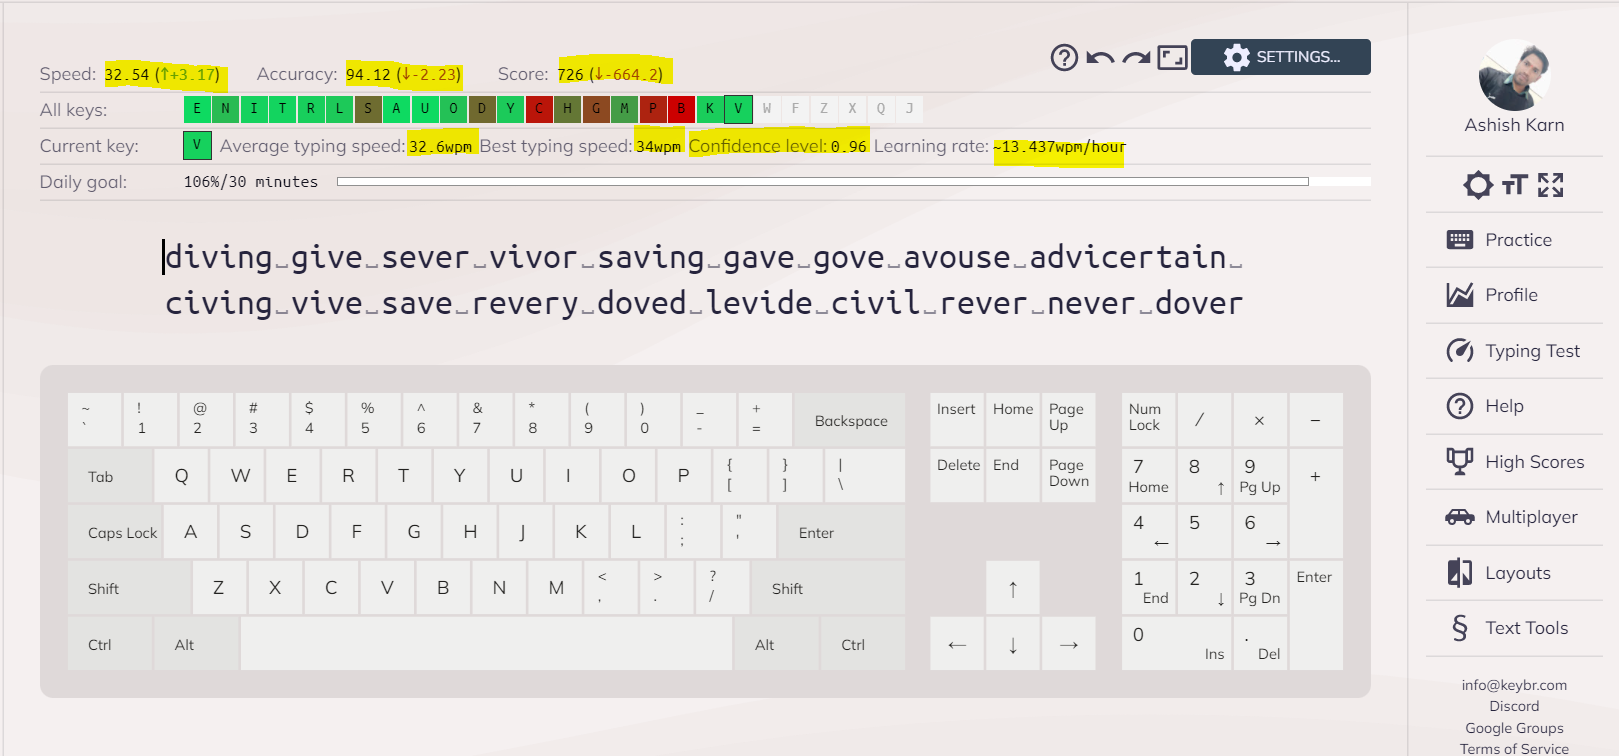 Speed: 32.54 (↑+3.17) Accuracy: 94.12 (↓-2.23) Score: 726 (↓-664.2)
? SETTINGS...
All keys: E N I T R L S A U O D Y C H G M P B K V W F Z X Q J
Current key: V Average typing speed: 32.6wpm Best typing speed: 34wpm Confidence level: 0.96 Learning rate: ~13.437wpm/hour
Daily goal: 106%/30 minutes
diving␣give␣sever␣vivor␣saving␣gave␣gove␣avouse␣advicertain␣
civing␣vive␣save␣revery␣doved␣levide␣civil␣rever␣never␣dover
~ ! @ # $ % ^ & * ( ) _ +
` 1 2 3 4 5 6 7 8 9 0 - = Backspace
Tab Q W E R T Y U I O P { [ } ] | \
Caps Lock A S D F G H J K L : ; " ' Enter
Shift Z X C V B N M < , > . ? / Shift
Ctrl Alt Alt Ctrl
Insert Home Page Up
Delete End Page Down
↑
← ↓ →
Num Lock / × −
7 Home 8 ↑ 9 Pg Up +
4 ← 5 6 →
1 End 2 ↓ 3 Pg Dn Enter
0 Ins . Del
Ashish Karn
Practice
Profile
Typing Test
Help
High Scores
Multiplayer
Layouts
§ Text Tools
info@keybr.com
Discord
Google Groups
Terms of Service